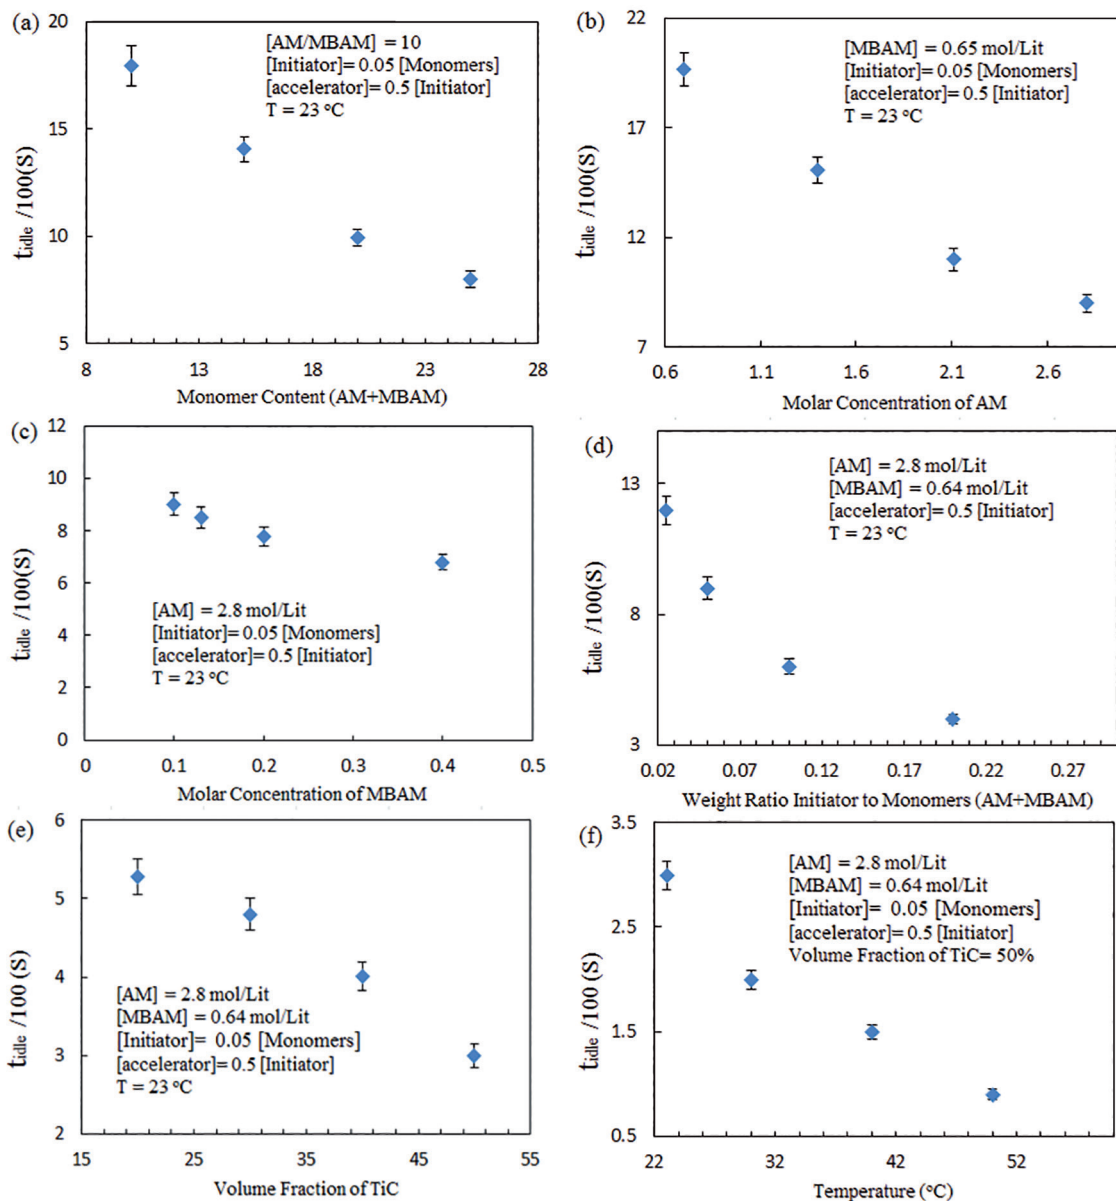 (a)
20
15
10
5
8
13
18
23
28
t_idle /100(S)
[AM/MBAM] = 10
[Initiator]= 0.05 [Monomers]
[accelerator]= 0.5 [Initiator]
T = 23 °C
Monomer Content (AM+MBAM)
(b)
22
17
12
7
0.6
1.1
1.6
2.1
2.6
t_idle /100(S)
[MBAM] = 0.65 mol/Lit
[Initiator]= 0.05 [Monomers]
[accelerator]= 0.5 [Initiator]
T = 23 °C
Molar Concentration of AM
(c)
12
10
8
6
4
2
0
0
0.1
0.2
0.3
0.4
0.5
t_idle /100(S)
[AM] = 2.8 mol/Lit
[Initiator]= 0.05 [Monomers]
[accelerator]= 0.5 [Initiator]
T = 23 °C
Molar Concentration of MBAM
(d)
13
8
3
0.02
0.07
0.12
0.17
0.22
0.27
t_idle /100(S)
[AM] = 2.8 mol/Lit
[MBAM] = 0.64 mol/Lit
[accelerator]= 0.5 [Initiator]
T = 23 °C
Weight Ratio Initiator to Monomers (AM+MBAM)
(e)
6
5
4
3
2
15
25
35
45
55
t_idle /100 (S)
[AM] = 2.8 mol/Lit
[MBAM] = 0.64 mol/Lit
[Initiator]= 0.05 [Monomers]
[accelerator]= 0.5 [Initiator]
T = 23 °C
Volume Fraction of TiC
(f)
3.5
2.5
1.5
0.5
22
32
42
52
t_idle /100 (S)
[AM] = 2.8 mol/Lit
[MBAM] = 0.64 mol/Lit
[Initiator]= 0.05 [Monomers]
[accelerator]= 0.5 [Initiator]
Volume Fraction of TiC= 50%
Temperature (°C)